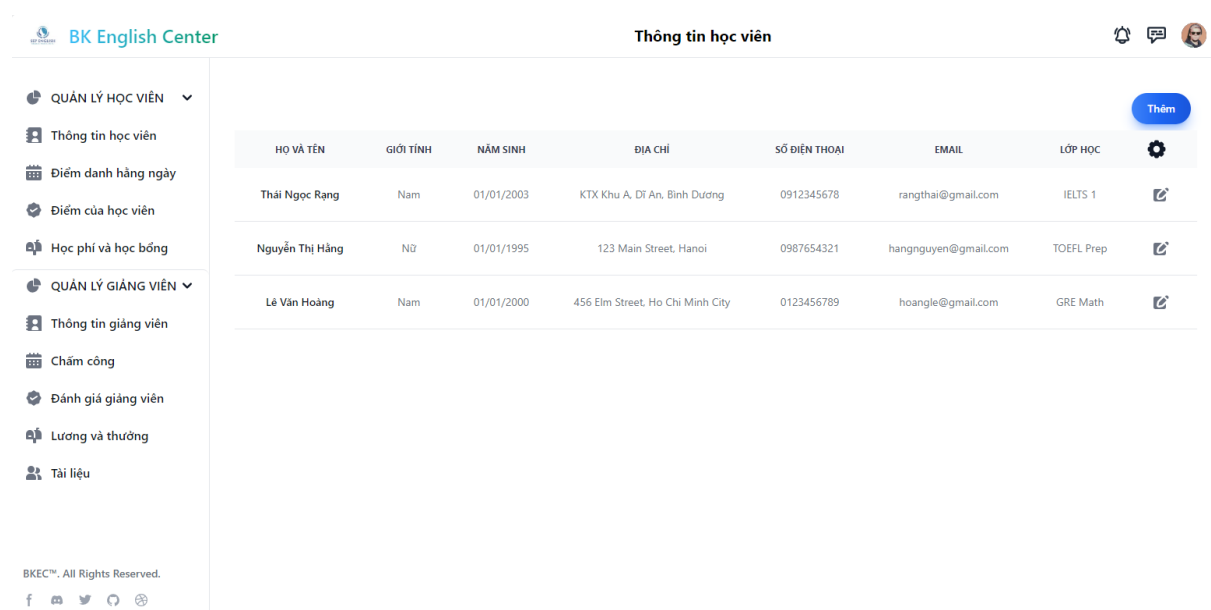 BK English Center
Thông tin học viên
QUẢN LÝ HỌC VIÊN
Thông tin học viên
Điểm danh hằng ngày
Điểm của học viên
Học phí và học bổng
QUẢN LÝ GIẢNG VIÊN
Thông tin giảng viên
Chấm công
Đánh giá giảng viên
Lương và thưởng
Tài liệu
BKEC™. All Rights Reserved.
Thêm
HỌ VÀ TÊN GIỚI TÍNH NĂM SINH ĐỊA CHỈ SỐ ĐIỆN THOẠI EMAIL LỚP HỌC
Thái Ngọc Rạng Nam 01/01/2003 KTX Khu A, Dĩ An, Bình Dương 0912345678 rangthai@gmail.com IELTS 1
Nguyễn Thị Hằng Nữ 01/01/1995 123 Main Street, Hanoi 0987654321 hangnguyen@gmail.com TOEFL Prep
Lê Văn Hoàng Nam 01/01/2000 456 Elm Street, Ho Chi Minh City 0123456789 hoangle@gmail.com GRE Math